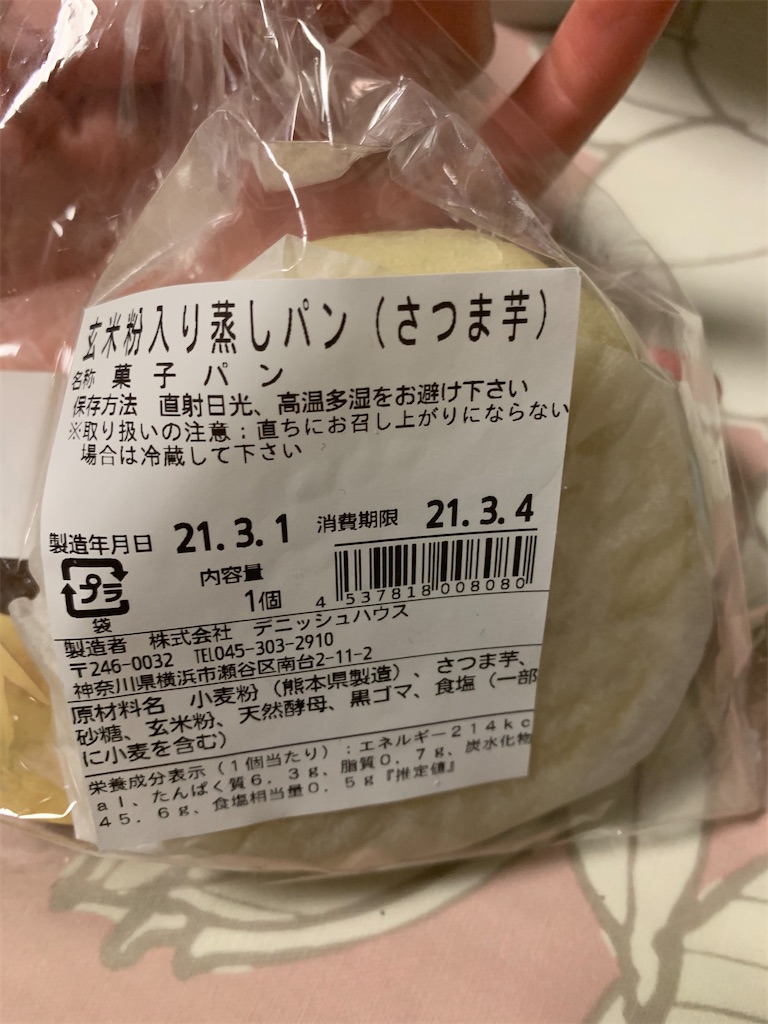 玄米粉入り蒸しパン（さつま芋）
名称 菓子パン
保存方法 直射日光、高温多湿をお避け下さい
※取り扱いの注意：直ちにお召し上がりにならない
場合は冷蔵して下さい
製造年月日 21.3.1 消費期限 21.3.4
プラ 内容量
1個 4 537818 008080
袋
製造者 株式会社 デニッシュハウス
〒246-0032 TEL045-303-2910
神奈川県横浜市瀬谷区南台2-11-2
原材料名 小麦粉（熊本県製造）、さつま芋、
砂糖、玄米粉、天然酵母、黒ゴマ、食塩（一部
に小麦を含む）
栄養成分表示（1個当たり）：エネルギー214kc
al、たんぱく質6.3g、脂質0.7g、炭水化物
45.6g、食塩相当量0.5g『推定値』